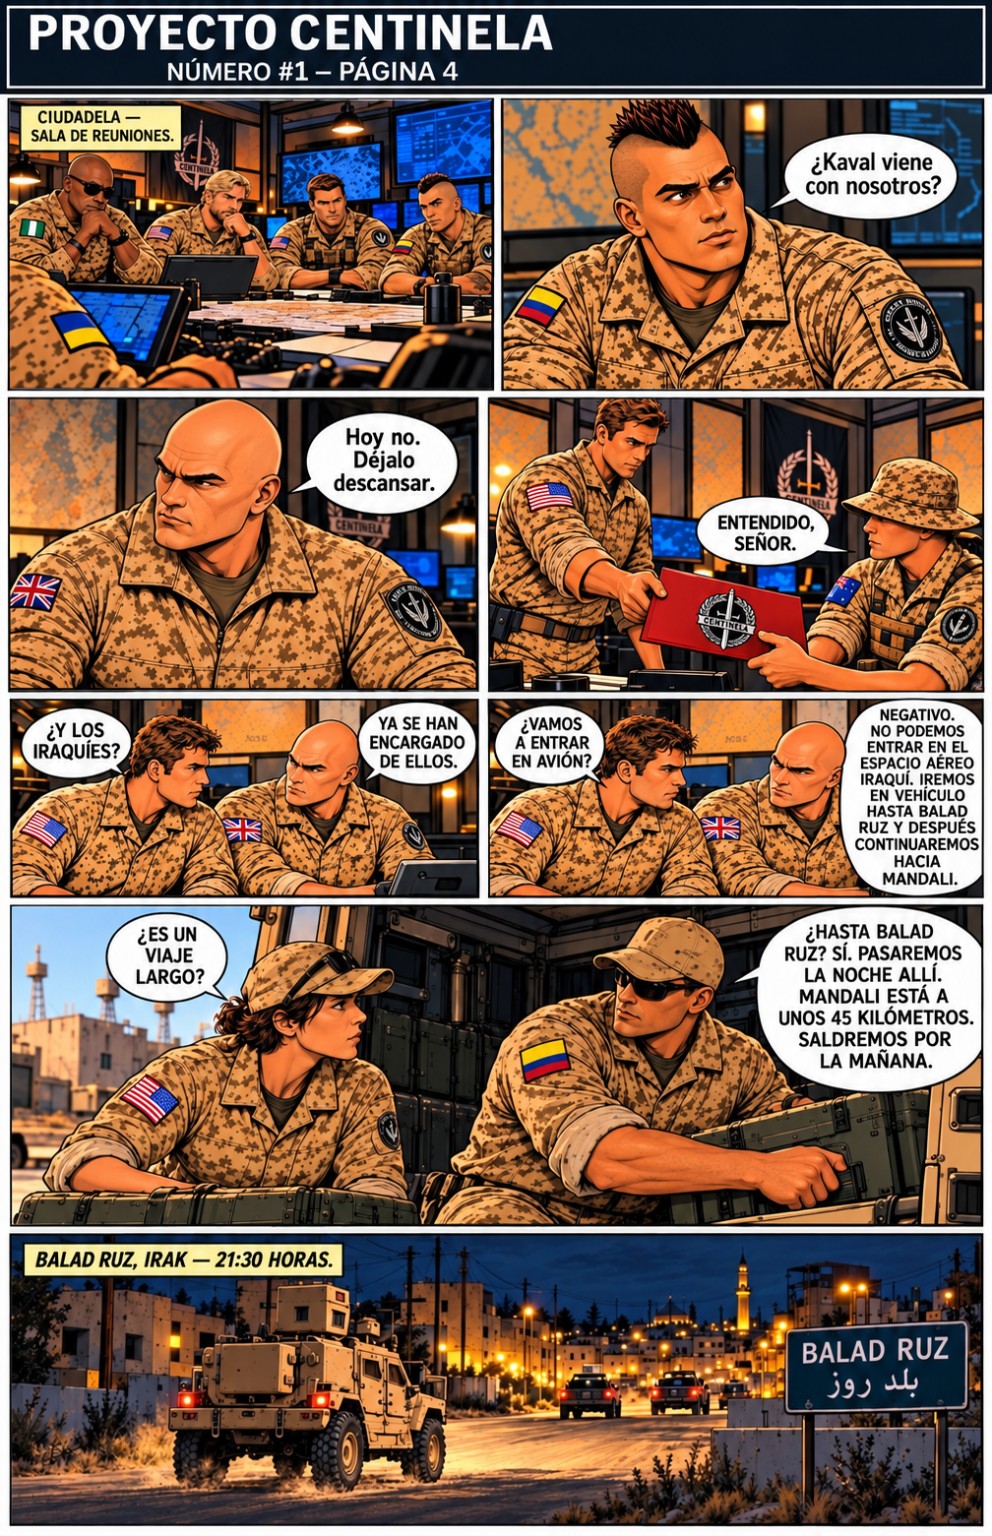 PROYECTO CENTINELA
NÚMERO #1 – PÁGINA 4
CIUDADELA —
SALA DE REUNIONES.
CENTINELA
¿Kaval viene
con nosotros?
Hoy no.
Déjalo
descansar.
CENTINELA
ENTENDIDO,
SEÑOR.
CENTINELA
¿Y LOS
IRAQUÍES?
YA SE HAN
ENCARGADO
DE ELLOS.
¿VAMOS
A ENTRAR
EN AVIÓN?
NEGATIVO.
NO PODEMOS
ENTRAR EN EL
ESPACIO AÉREO
IRAQUÍ. IREMOS
EN VEHÍCULO
HASTA BALAD
RUZ Y DESPUÉS
CONTINUAREMOS
HACIA
MANDALI.
¿ES UN
VIAJE
LARGO?
¿HASTA BALAD
RUZ? SÍ. PASAREMOS
LA NOCHE ALLÍ.
MANDALI ESTÁ A
UNOS 45 KILÓMETROS.
SALDREMOS POR
LA MAÑANA.
BALAD RUZ, IRAK — 21:30 HORAS.
BALAD RUZ
بلد روز